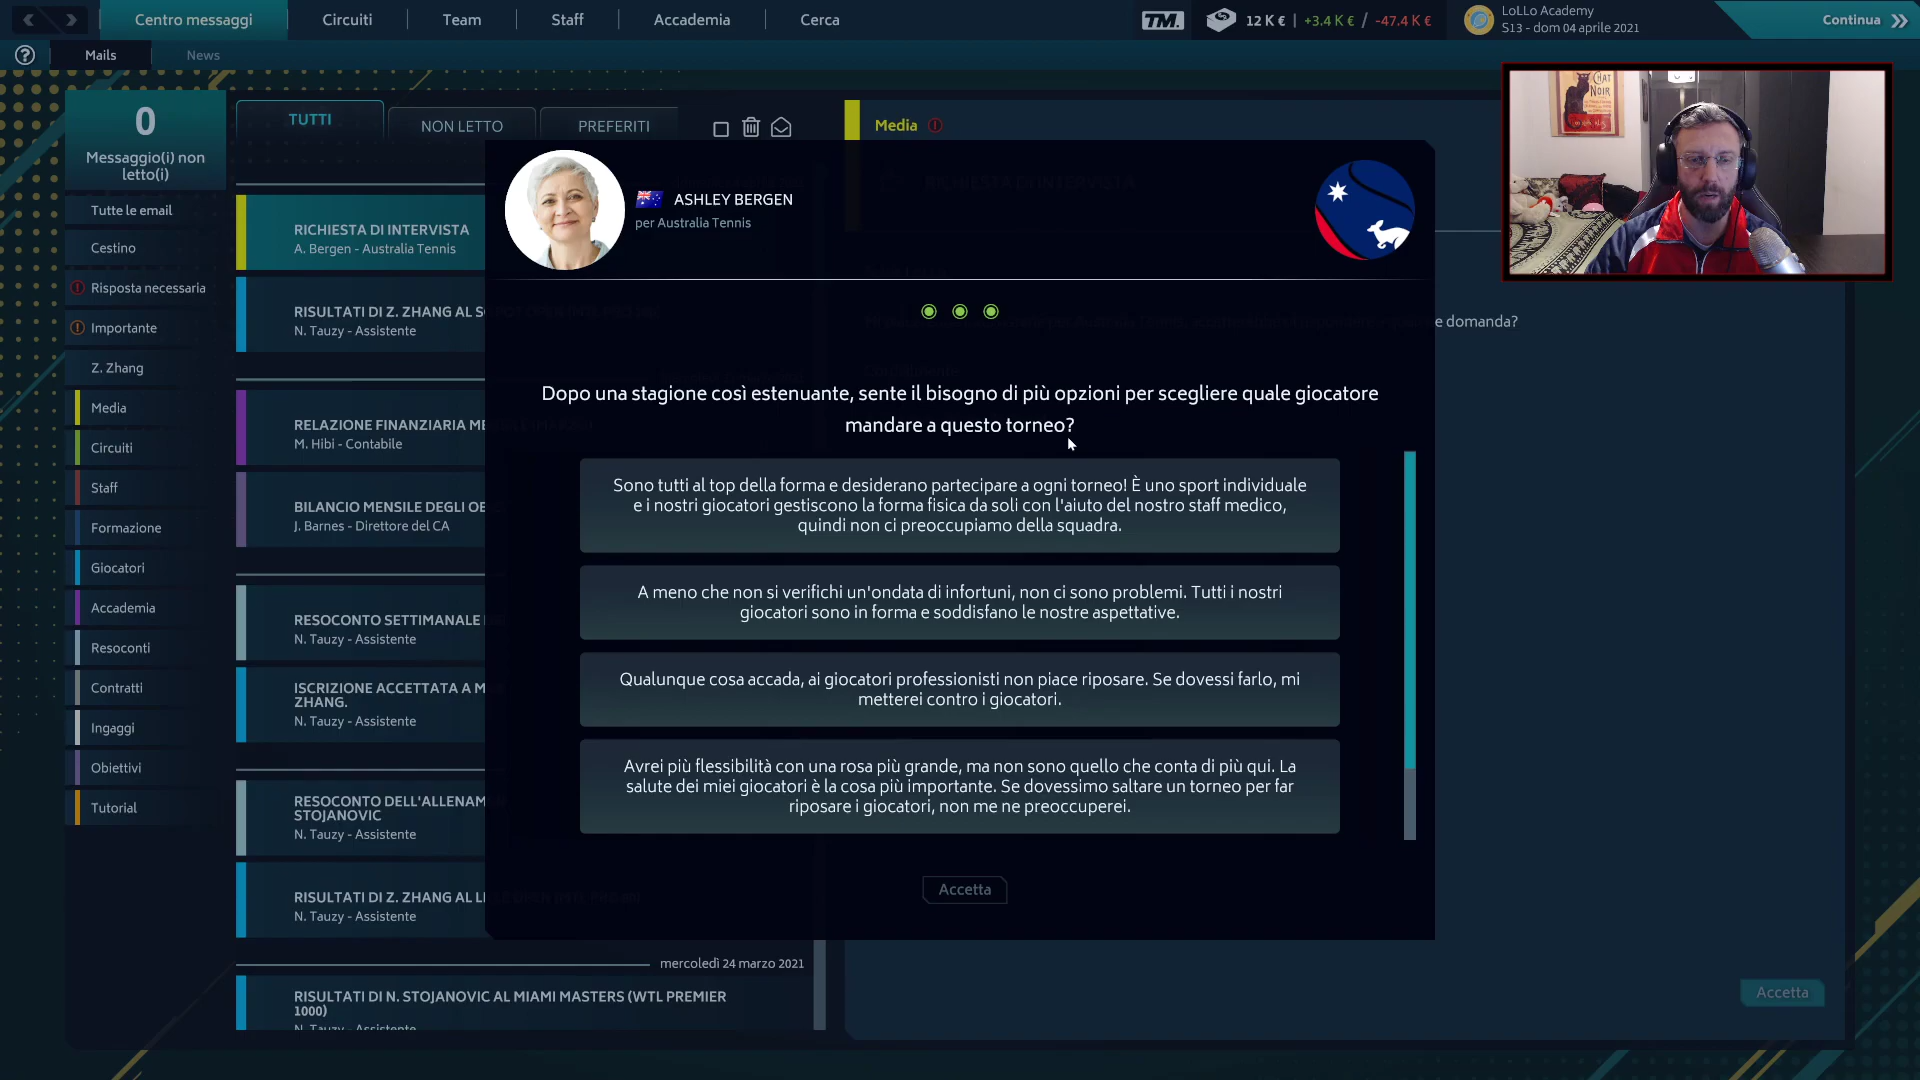 Centro messaggi
Circuiti
Team
Staff
Accademia
Cerca
TM.
12 K € | +3.4 K € / -47.4 K €
LoLLo Academy
S13 - dom 04 aprile 2021
Continua
Mails
News
CHAT
NOIR
0
Messaggio(i) non
letto(i)
Tutte le email
Cestino
Risposta necessaria
Importante
Z. Zhang
Media
Circuiti
Staff
Formazione
Giocatori
Accademia
Resoconti
Contratti
Ingaggi
Obiettivi
Tutorial
TUTTI
NON LETTO
PREFERITI
RICHIESTA DI INTERVISTA
A. Bergen - Australia Tennis
RISULTATI DI Z. ZHANG AL
N. Tauzy - Assistente
RELAZIONE FINANZIARIA
M. Hibi - Contabile
BILANCIO MENSILE DEGLI
J. Barnes - Direttore del CA
RESOCONTO SETTIMANALE
N. Tauzy - Assistente
ISCRIZIONE ACCETTATA A
ZHANG.
N. Tauzy - Assistente
RESOCONTO
STOJANOVIC
N. Tauzy - Assistente
RISULTATI DI Z. ZHANG AL
N. Tauzy - Assistente
mercoledì 24 marzo 2021
RISULTATI DI N. STOJANOVIC AL MIAMI MASTERS (WTL PREMIER
1000)
N. Tauzy - Assistente
Media
RICHIESTA DI INTERVISTA
e domanda?
ASHLEY BERGEN
per Australia Tennis
Dopo una stagione così estenuante, sente il bisogno di più opzioni per scegliere quale giocatore
mandare a questo torneo?
Sono tutti al top della forma e desiderano partecipare a ogni torneo! È uno sport individuale
e i nostri giocatori gestiscono la forma fisica da soli con l'aiuto del nostro staff medico,
quindi non ci preoccupiamo della squadra.
A meno che non si verifichi un'ondata di infortuni, non ci sono problemi. Tutti i nostri
giocatori sono in forma e soddisfano le nostre aspettative.
Qualunque cosa accada, ai giocatori professionisti non piace riposare. Se dovessi farlo, mi
metterei contro i giocatori.
Avrei più flessibilità con una rosa più grande, ma non sono quello che conta di più qui. La
salute dei miei giocatori è la cosa più importante. Se dovessimo saltare un torneo per far
riposare i giocatori, non me ne preoccuperei.
Accetta
Accetta